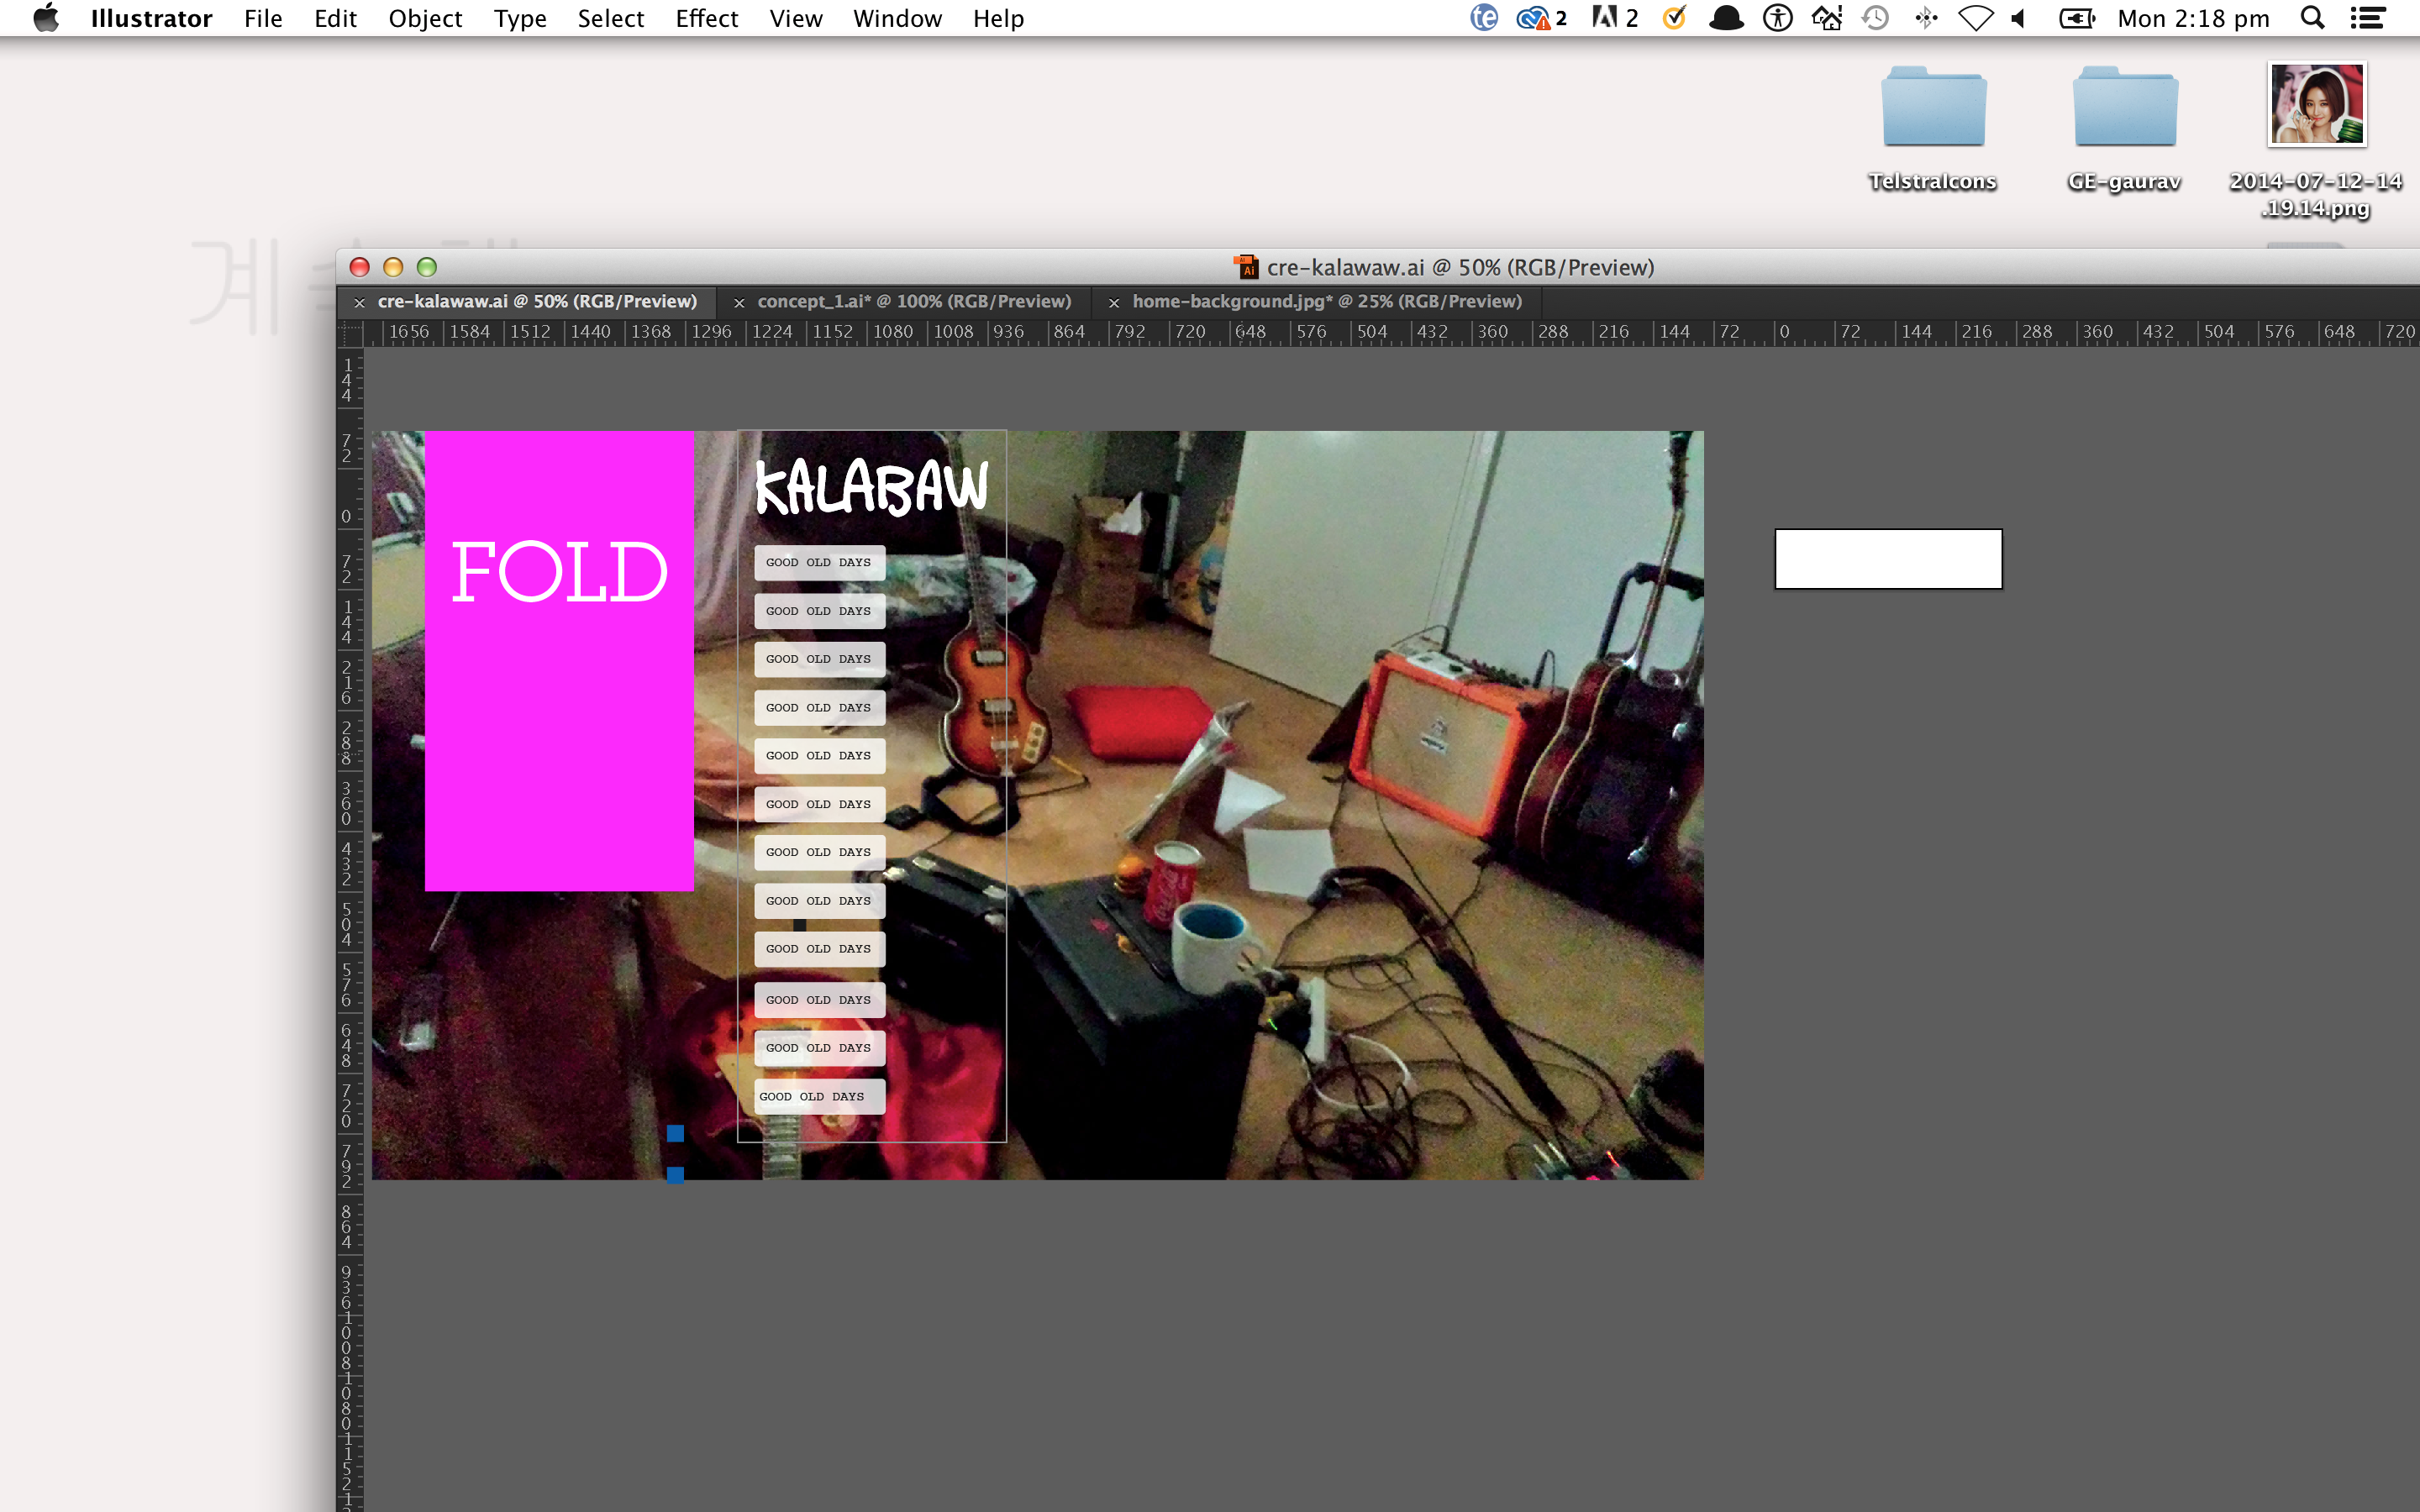 Illustrator File Edit Object Type Select Effect View Window Help
te 2 2 Mon 2:18 pm
TelstraIcons GE-gaurav 2014-07-12-14
.19.14.png
계속해
cre-kalawaw.ai @ 50% (RGB/Preview)
cre-kalawaw.ai @ 50% (RGB/Preview) concept_1.ai* @ 100% (RGB/Preview) home-background.jpg* @ 25% (RGB/Preview)
1656 1584 1512 1440 1368 1296 1224 1152 1080 1008 936 864 792 720 648 576 504 432 360 288 216 144 72 0 72 144 216 288 360 432 504 576 648 720
144
72
0
72
144
216
288
360
432
504
576
648
720
792
864
936
1008
1080
1152
KALABAW
FOLD
GOOD OLD DAYS
GOOD OLD DAYS
GOOD OLD DAYS
GOOD OLD DAYS
GOOD OLD DAYS
GOOD OLD DAYS
GOOD OLD DAYS
GOOD OLD DAYS
GOOD OLD DAYS
GOOD OLD DAYS
GOOD OLD DAYS
GOOD OLD DAYS